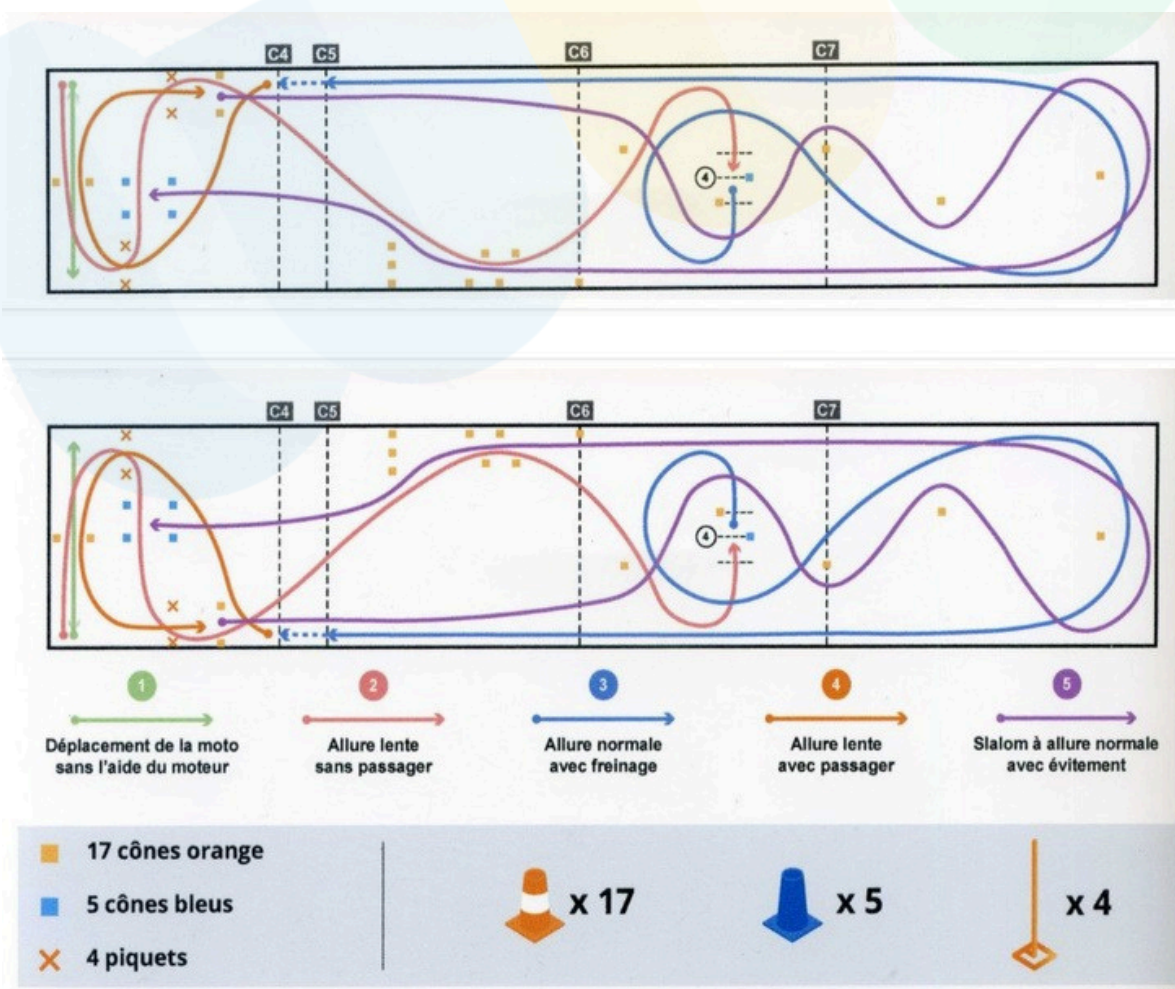 C4 C5 C6 C7
4
C4 C5 C6 C7
4
1 2 3 4 5
Déplacement de la moto
sans l'aide du moteur
Allure lente
sans passager
Allure normale
avec freinage
Allure lente
avec passager
Slalom à allure normale
avec évitement
17 cônes orange
5 cônes bleus
4 piquets
x 17
x 5
x 4